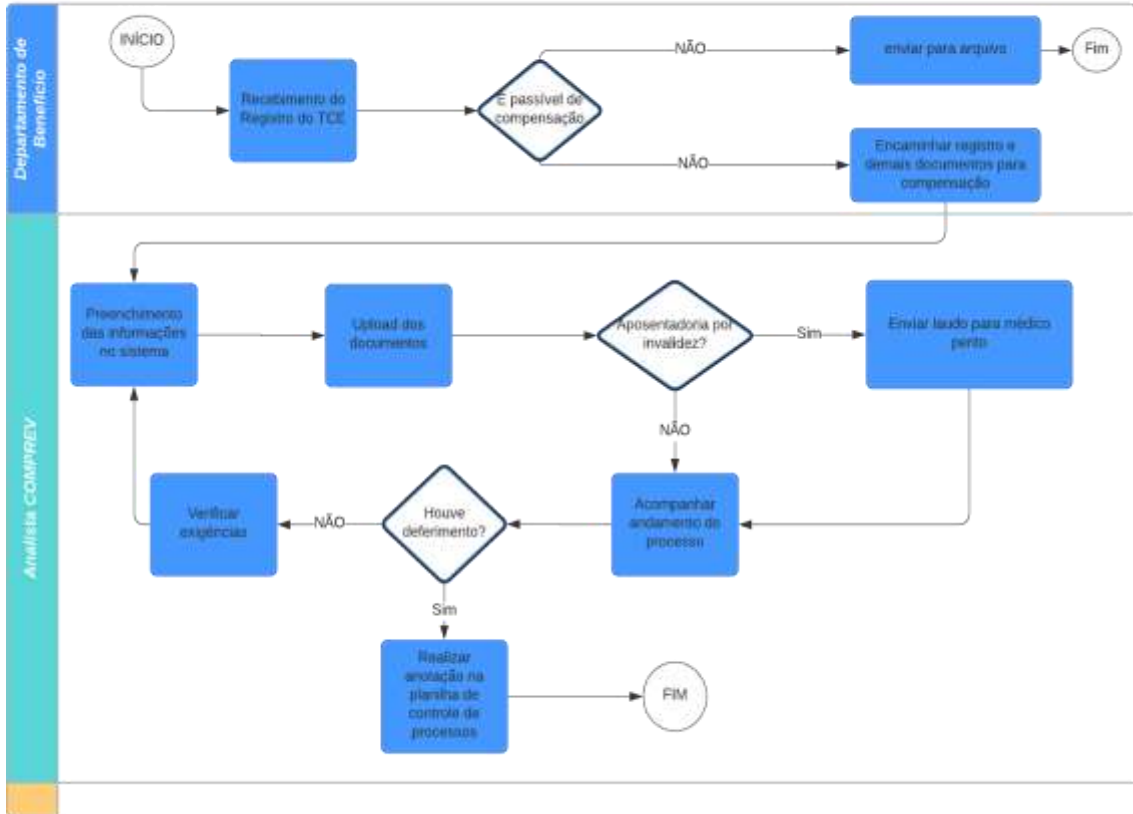 Departamento de
Benefício
INÍCIO
Recebimento do
Registro do TCE
É passível de
compensação
NÃO
enviar para arquivo
Fim
NÃO
Encaminhar registro e
demais documentos para
compensação
Analista COMPREV
Preenchimento
das informações
no sistema
Upload dos
documentos
Aposentadoria por
invalidez?
Sim
Enviar laudo para médico
perito
NÃO
Acompanhar
andamento do
processo
Houve
deferimento?
NÃO
Verificar
exigências
Sim
Realizar
anotação na
planilha de
controle de
processos
FIM